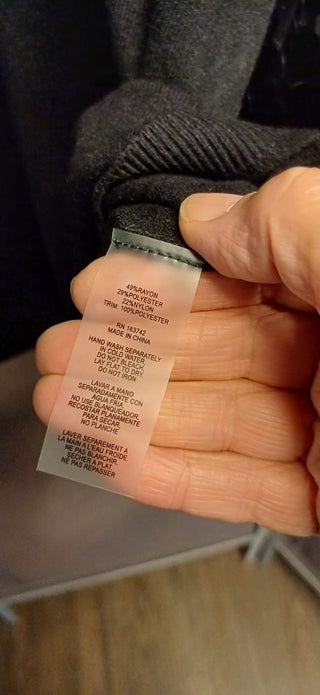 49%RAYON
29%POLYESTER
22%NYLON
TRIM: 100%POLYESTER
RN 163742
MADE IN CHINA
HAND WASH SEPARATELY
IN COLD WATER.
DO NOT BLEACH.
LAY FLAT TO DRY.
DO NOT IRON
LAVAR A MANO
SEPARADAMENTE CON
AGUA FRIA.
NO USE BLANQUEADOR.
RECOSTAR PLANAMENTE
PARA SECAR.
NO PLANCHE
LAVER SEPAREMENT A
LA MAIN A L'EAU FROIDE.
NE PAS BLANCHIR.
SECHER A PLAT.
NE PAS REPASSER